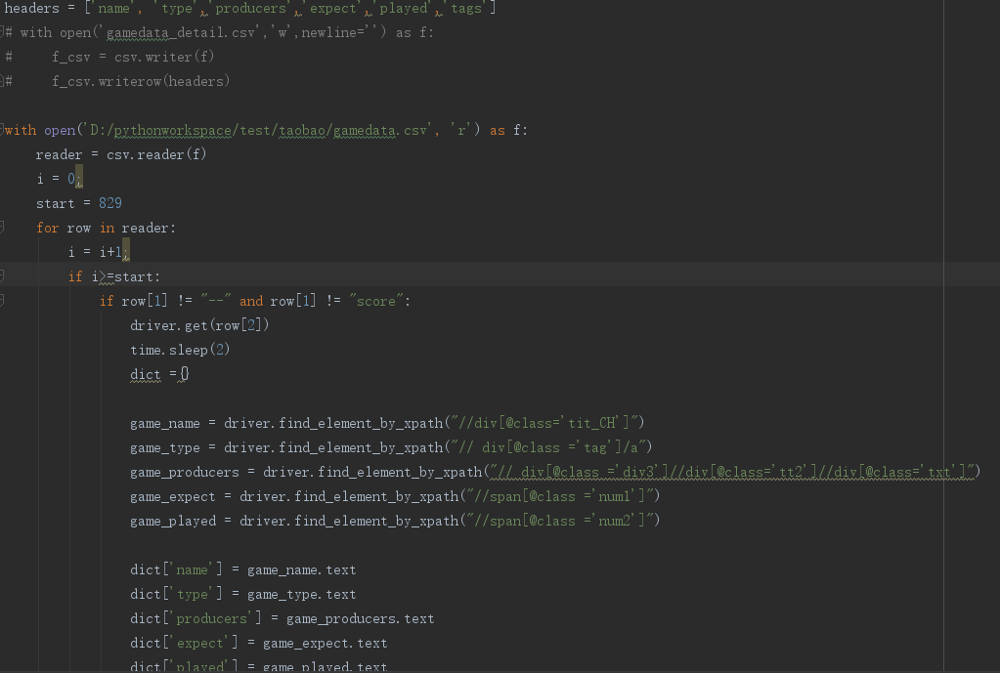 headers = ['name', 'type','producers','expect','played','tags']
# with open('gamedata_detail.csv','w',newline='') as f:
#     f_csv = csv.writer(f)
#     f_csv.writerow(headers)
with open('D:/pythonworkspace/test/taobao/gamedata.csv', 'r') as f:
    reader = csv.reader(f)
    i = 0;
    start = 829
    for row in reader:
        i = i+1;
        if i>=start:
            if row[1] != "--" and row[1] != "score":
                driver.get(row[2])
                time.sleep(2)
                dict ={}
                game_name = driver.find_element_by_xpath("//div[@class='tit_CH']")
                game_type = driver.find_element_by_xpath("// div[@class ='tag']/a")
                game_producers = driver.find_element_by_xpath("// div[@class ='div3']//div[@class='tt2']//div[@class='txt']")
                game_expect = driver.find_element_by_xpath("//span[@class ='num1']")
                game_played = driver.find_element_by_xpath("//span[@class ='num2']")
                dict['name'] = game_name.text
                dict['type'] = game_type.text
                dict['producers'] = game_producers.text
                dict['expect'] = game_expect.text
                dict['played'] = game_played.text